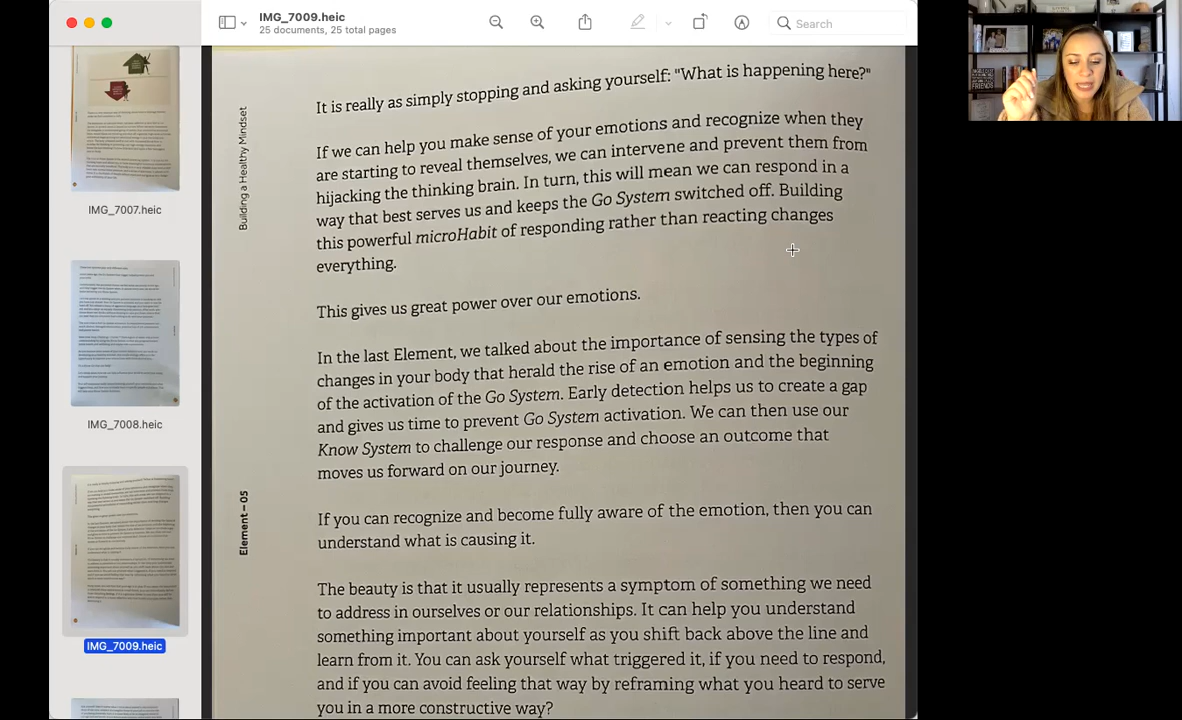 IMG_7009.heic
25 documents, 25 total pages
Search
IMG_7007.heic
IMG_7008.heic
IMG_7009.heic
Building a Healthy Mindset
Element – 05
It is really as simply stopping and asking yourself: "What is happening here?"
If we can help you make sense of your emotions and recognize when they
are starting to reveal themselves, we can intervene and prevent them from
hijacking the thinking brain. In turn, this will mean we can respond in a
way that best serves us and keeps the Go System switched off. Building
this powerful microHabit of responding rather than reacting changes
everything.
This gives us great power over our emotions.
In the last Element, we talked about the importance of sensing the types of
changes in your body that herald the rise of an emotion and the beginning
of the activation of the Go System. Early detection helps us to create a gap
and gives us time to prevent Go System activation. We can then use our
Know System to challenge our response and choose an outcome that
moves us forward on our journey.
If you can recognize and become fully aware of the emotion, then you can
understand what is causing it.
The beauty is that it usually represents a symptom of something we need
to address in ourselves or our relationships. It can help you understand
something important about yourself as you shift back above the line and
learn from it. You can ask yourself what triggered it, if you need to respond,
and if you can avoid feeling that way by reframing what you heard to serve
you in a more constructive way?
FRIENDS